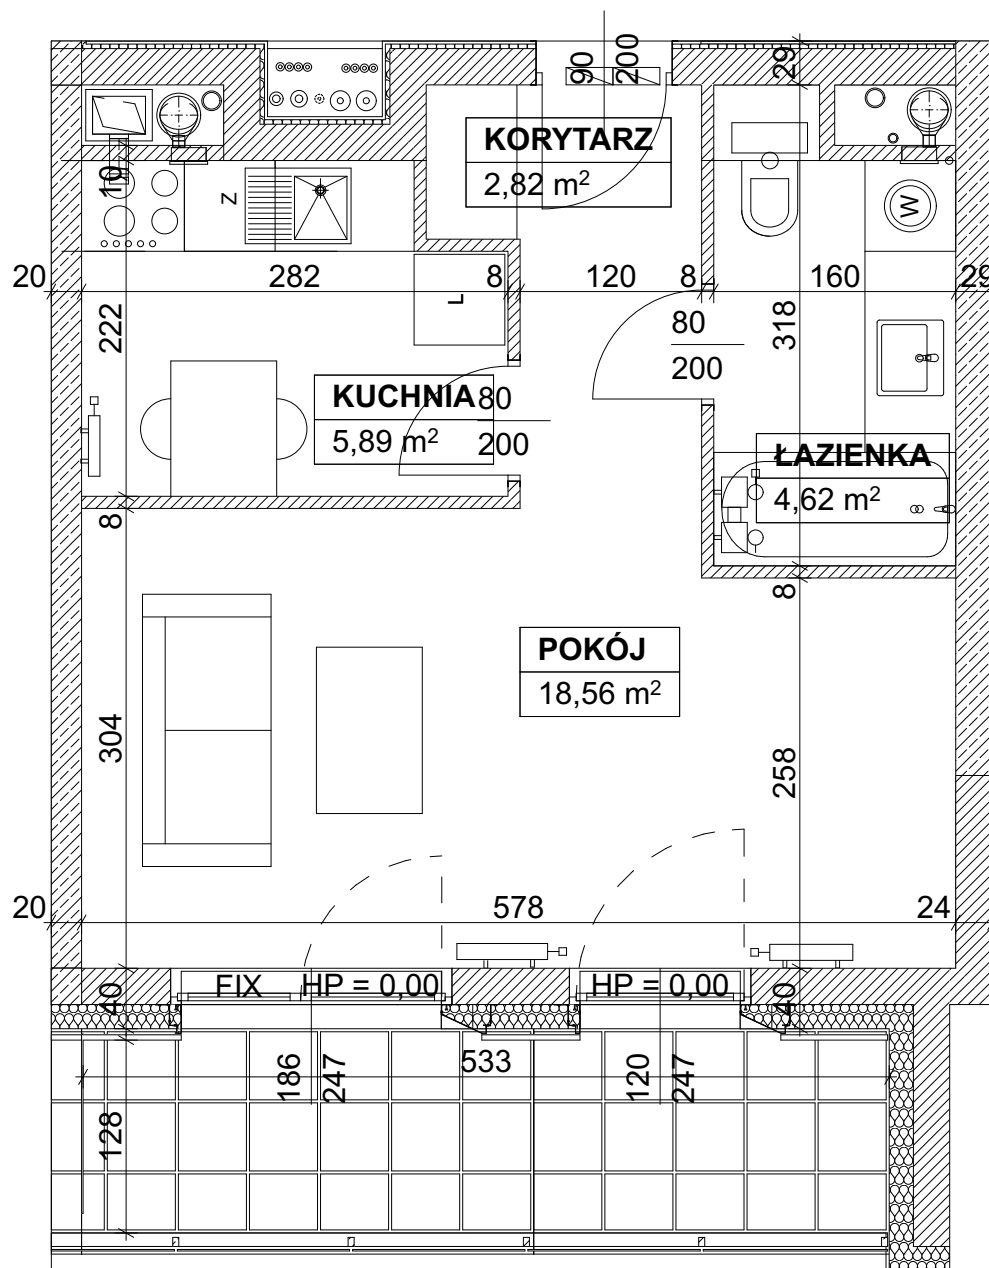 90
200
29
KORYTARZ
2,82 m²
10
Z
W
20
282
8
120
8
160
29
L
222
318
80
200
KUCHNIA
5,89 m²
80
200
ŁAZIENKA
4,62 m²
8
8
POKÓJ
18,56 m²
304
258
20
578
24
FIX
HP = 0,00
HP = 0,00
40
40
186
247
533
120
247
128